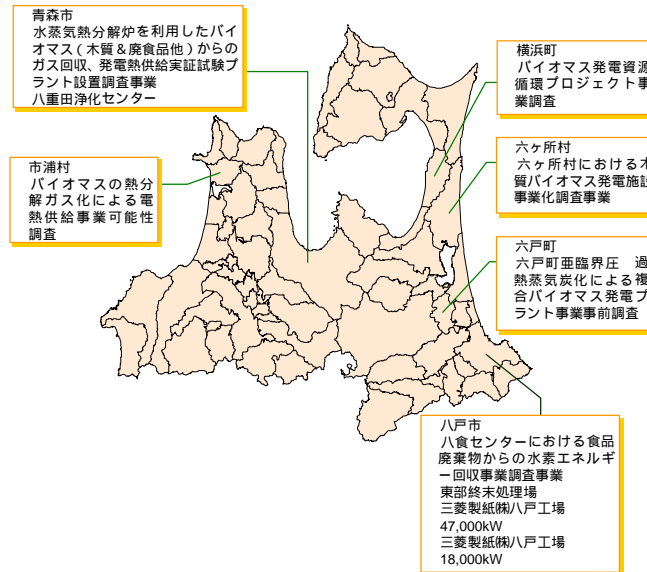 青森市
水蒸気熱分解炉を利用したバイ
オマス(木質&廃食品他)からの
ガス回収、発電熱供給実証試験プ
ラント設置調査事業
八重田浄化センター
市浦村
バイオマスの熱分
解ガス化による電
熱供給事業可能性
調査
横浜町
バイオマス発電資源
循環プロジェクト事
業調査
六ヶ所村
六ヶ所村における木
質バイオマス発電施設
事業化調査事業
六戸町
六戸町亜臨界圧 過
熱蒸気炭化による複
合バイオマス発電プ
ラント事業事前調査
八戸市
八食センターにおける食品
廃棄物からの水素エネルギ
ー回収事業調査事業
東部終末処理場
三菱製紙㈱八戸工場
47,000kW
三菱製紙㈱八戸工場
18,000kW